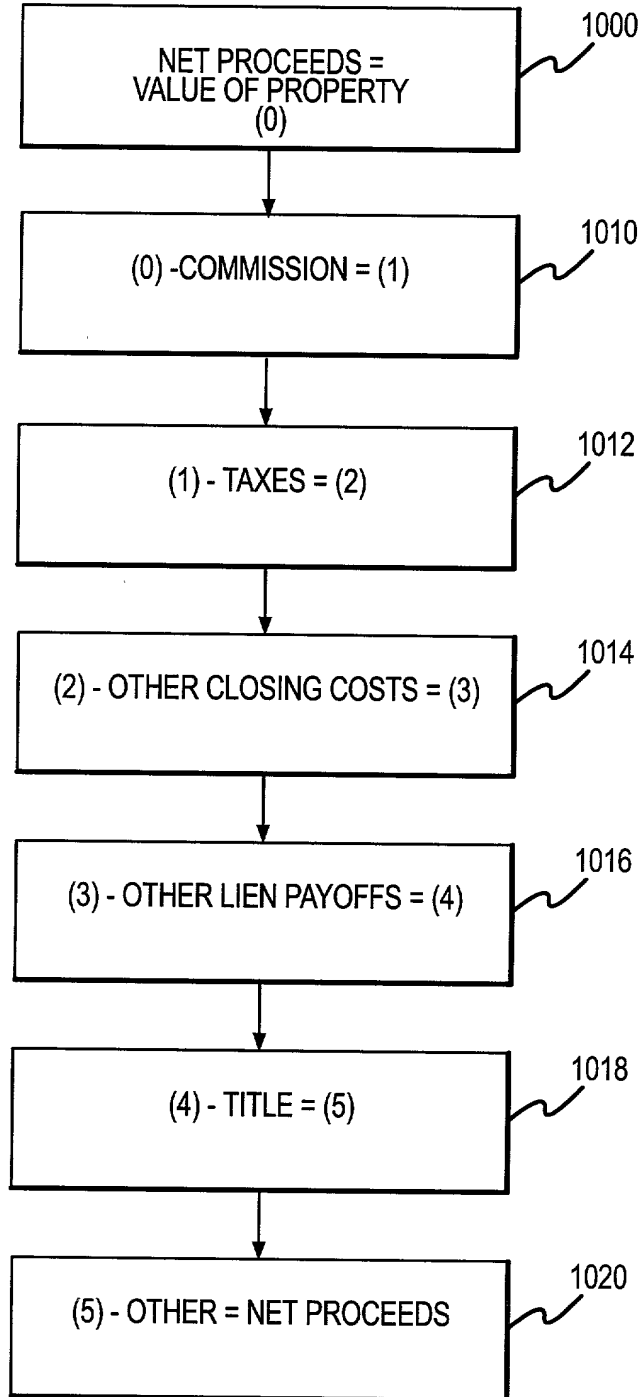 1000
NET PROCEEDS =
VALUE OF PROPERTY
(0)
1010
(0) -COMMISSION = (1)
1012
(1) - TAXES = (2)
1014
(2) - OTHER CLOSING COSTS = (3)
1016
(3) - OTHER LIEN PAYOFFS = (4)
1018
(4) - TITLE = (5)
1020
(5) - OTHER = NET PROCEEDS